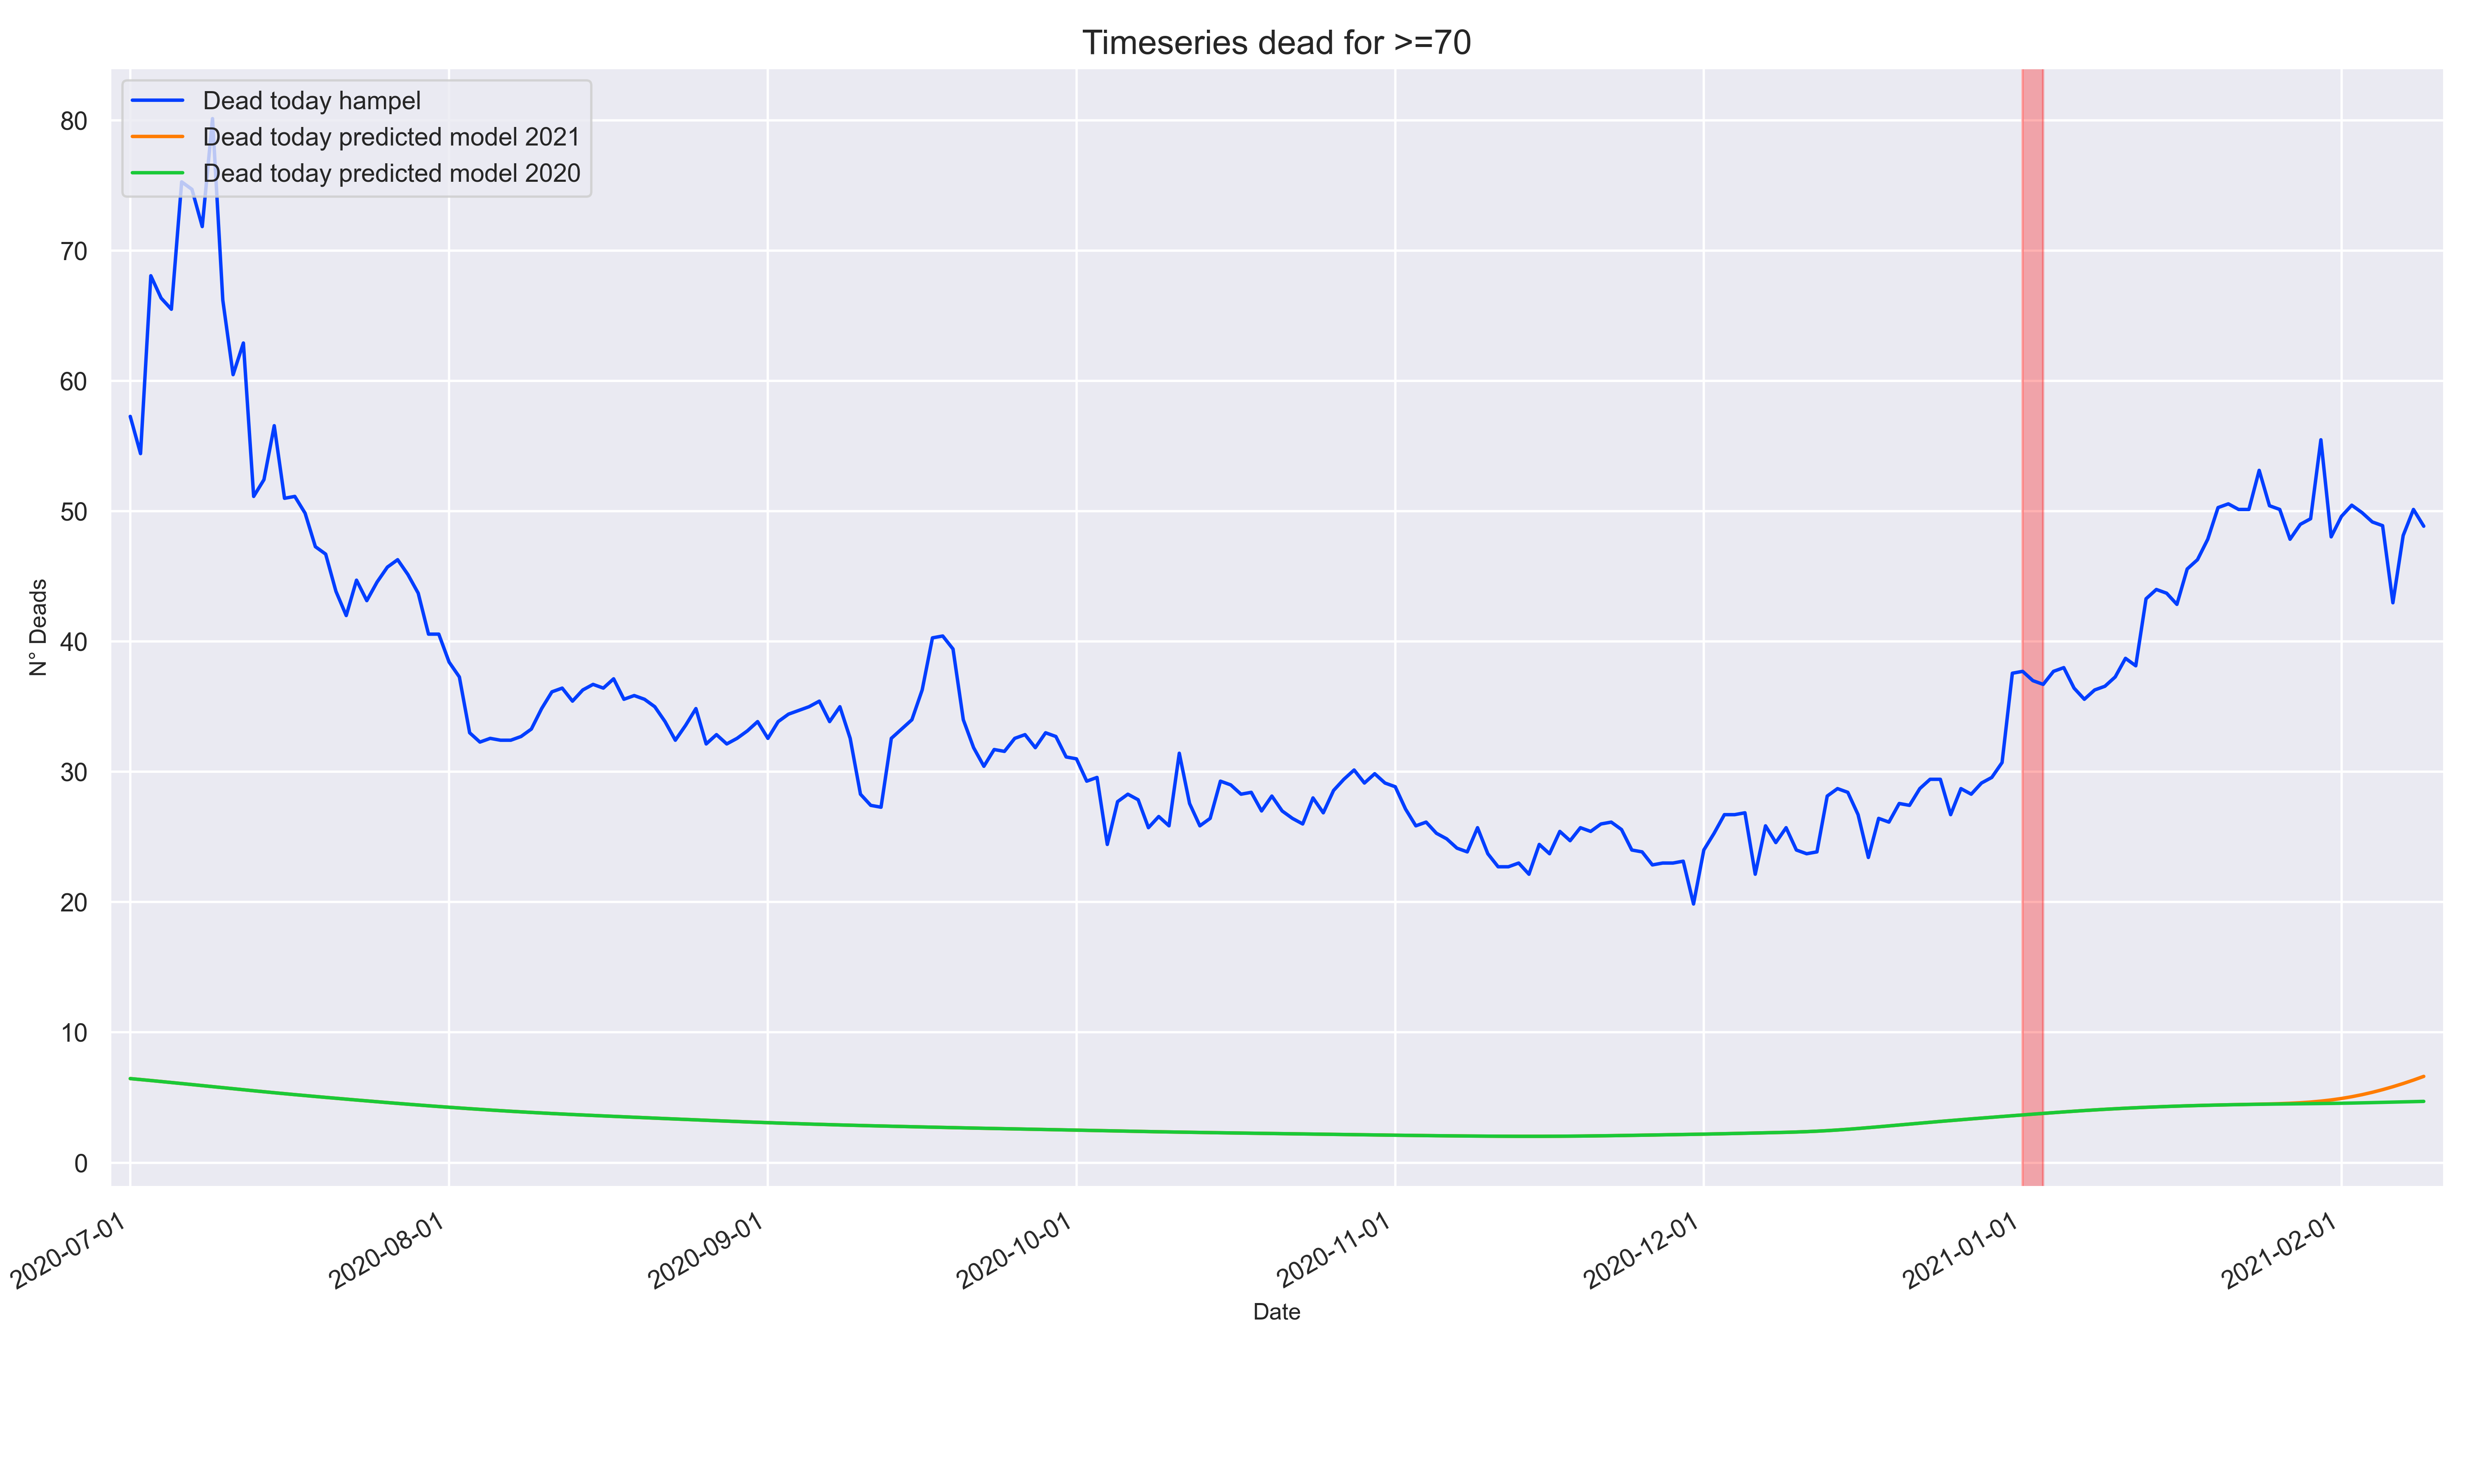 Timeseries dead for >=70
Dead today hampel
Dead today predicted model 2021
Dead today predicted model 2020
80
70
60
50
40
30
20
10
0
N° Deads
2020-07-01
2020-08-01
2020-09-01
2020-10-01
2020-11-01
2020-12-01
2021-01-01
2021-02-01
Date